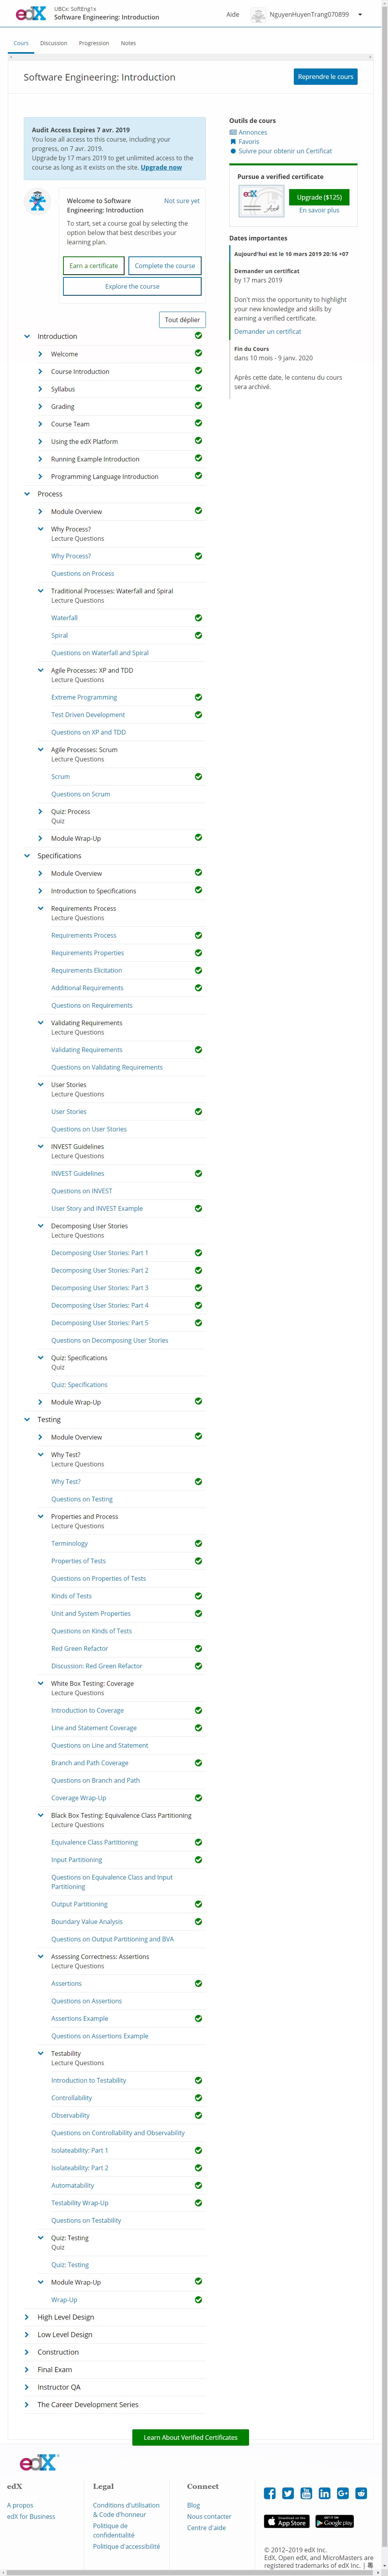 edX
UBCx: SoftEng1x
Software Engineering: Introduction
Aide
NguyenHuyenTrang070899
Cours
Discussion
Progression
Notes
Software Engineering: Introduction
Reprendre le cours
Audit Access Expires 7 avr. 2019
You lose all access to this course, including your
progress, on 7 avr. 2019.
Upgrade by 17 mars 2019 to get unlimited access to the
course as long as it exists on the site. Upgrade now
Welcome to Software
Engineering: Introduction
Not sure yet
To start, set a course goal by selecting the
option below that best describes your
learning plan.
Earn a certificate
Complete the course
Explore the course
Tout déplier
Introduction
Welcome
Course Introduction
Syllabus
Grading
Course Team
Using the edX Platform
Running Example Introduction
Programming Language Introduction
Process
Module Overview
Why Process?
Lecture Questions
Why Process?
Questions on Process
Traditional Processes: Waterfall and Spiral
Lecture Questions
Waterfall
Spiral
Questions on Waterfall and Spiral
Agile Processes: XP and TDD
Lecture Questions
Extreme Programming
Test Driven Development
Questions on XP and TDD
Agile Processes: Scrum
Lecture Questions
Scrum
Questions on Scrum
Quiz: Process
Quiz
Module Wrap-Up
Specifications
Module Overview
Introduction to Specifications
Requirements Process
Lecture Questions
Requirements Process
Requirements Properties
Requirements Elicitation
Additional Requirements
Questions on Requirements
Validating Requirements
Lecture Questions
Validating Requirements
Questions on Validating Requirements
User Stories
Lecture Questions
User Stories
Questions on User Stories
INVEST Guidelines
Lecture Questions
INVEST Guidelines
Questions on INVEST
User Story and INVEST Example
Decomposing User Stories
Lecture Questions
Decomposing User Stories: Part 1
Decomposing User Stories: Part 2
Decomposing User Stories: Part 3
Decomposing User Stories: Part 4
Decomposing User Stories: Part 5
Questions on Decomposing User Stories
Quiz: Specifications
Quiz
Quiz: Specifications
Module Wrap-Up
Testing
Module Overview
Why Test?
Lecture Questions
Why Test?
Questions on Testing
Properties and Process
Lecture Questions
Terminology
Properties of Tests
Questions on Properties of Tests
Kinds of Tests
Unit and System Properties
Questions on Kinds of Tests
Red Green Refactor
Discussion: Red Green Refactor
White Box Testing: Coverage
Lecture Questions
Introduction to Coverage
Line and Statement Coverage
Questions on Line and Statement
Branch and Path Coverage
Questions on Branch and Path
Coverage Wrap-Up
Black Box Testing: Equivalence Class Partitioning
Lecture Questions
Equivalence Class Partitioning
Input Partitioning
Questions on Equivalence Class and Input
Partitioning
Output Partitioning
Boundary Value Analysis
Questions on Output Partitioning and BVA
Assessing Correctness: Assertions
Lecture Questions
Assertions
Questions on Assertions
Assertions Example
Questions on Assertions Example
Testability
Lecture Questions
Introduction to Testability
Controllability
Observability
Questions on Controllability and Observability
Isolateability: Part 1
Isolateability: Part 2
Automatability
Testability Wrap-Up
Questions on Testability
Quiz: Testing
Quiz
Quiz: Testing
Module Wrap-Up
Wrap-Up
High Level Design
Low Level Design
Construction
Final Exam
Instructor QA
The Career Development Series
Outils de cours
Annonces
Favoris
Suivre pour obtenir un Certificat
Pursue a verified certificate
edX
Upgrade ($125)
En savoir plus
Dates importantes
Aujourd'hui est le 10 mars 2019 20:16 +07
Demander un certificat
by 17 mars 2019
Don't miss the opportunity to highlight
your new knowledge and skills by
earning a verified certificate.
Demander un certificat
Fin du Cours
dans 10 mois - 9 janv. 2020
Après cette date, le contenu du cours
sera archivé.
Learn About Verified Certificates
edX
edX
A propos
edX for Business
Legal
Conditions d'utilisation
& Code d'honneur
Politique de
confidentialité
Politique d'accessibilité
Connect
Blog
Nous contacter
Centre d'aide
Download on the
App Store
GET IT ON
Google play
© 2012–2019 edX Inc.
EdX, Open edX, and MicroMasters are
registered trademarks of edX Inc. |